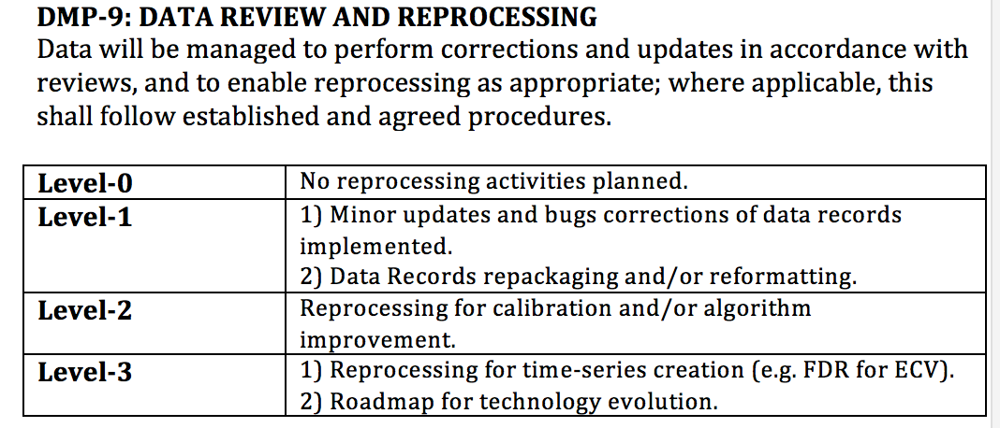 DMP-9: DATA REVIEW AND REPROCESSING
Data will be managed to perform corrections and updates in accordance with
reviews, and to enable reprocessing as appropriate; where applicable, this
shall follow established and agreed procedures.
Level-0
No reprocessing activities planned.
Level-1
1) Minor updates and bugs corrections of data records
implemented.
2) Data Records repackaging and/or reformatting.
Level-2
Reprocessing for calibration and/or algorithm
improvement.
Level-3
1) Reprocessing for time-series creation (e.g. FDR for ECV).
2) Roadmap for technology evolution.